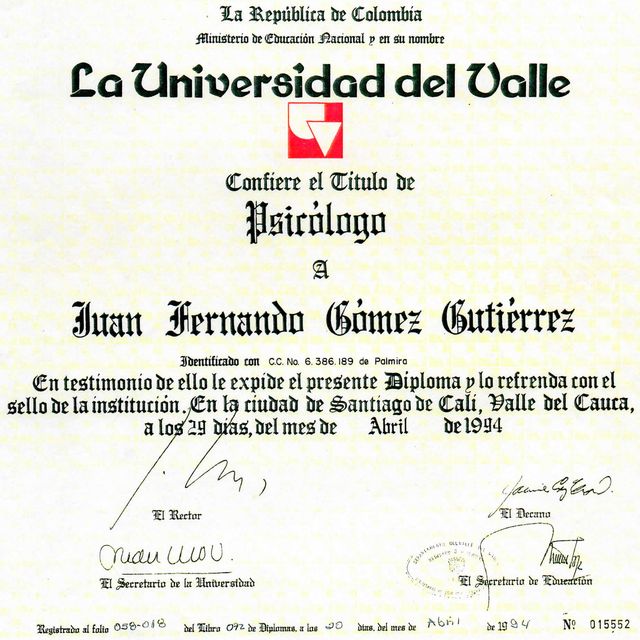 La República de Colombia
Ministerio de Educación Nacional y en su nombre
La Universidad del Valle
Confiere el Título de
Psicólogo
A
Juan Fernando Gómez Gutiérrez
Identificado con C.C. No. 6.386.189 de Palmira
En testimonio de ello le expide el presente Diploma y lo refrenda con el
sello de la institución. En la ciudad de Santiago de Cali, Valle del Cauca,
a los 29 días, del mes de Abril de 1994
El Rector
El Decano
El Secretario de la Universidad
El Secretario de Educación
Registrado al folio 058-018 del Libro 092 de Diplomas, a los 20 días, del mes de Abril de 1994 Nº 015552